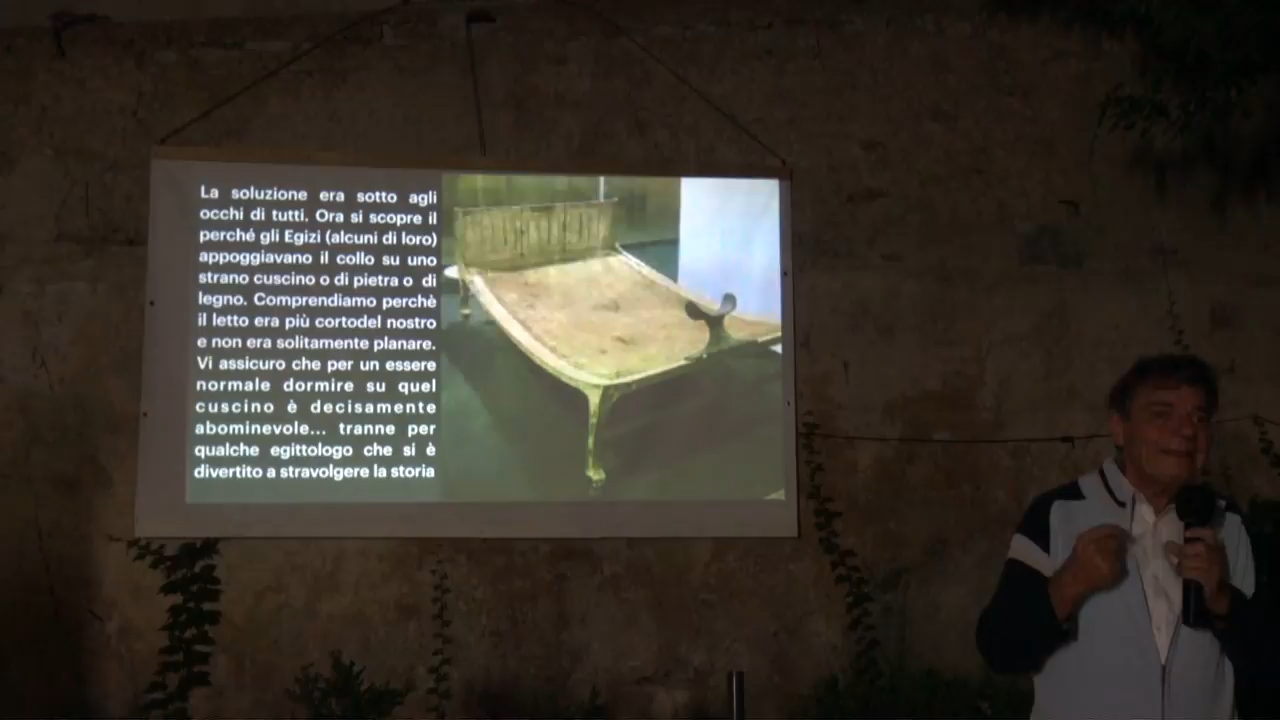 La soluzione era sotto agli
occhi di tutti. Ora si scopre il
perché gli Egizi (alcuni di loro)
appoggiavano il collo su uno
strano cuscino o di pietra o di
legno. Comprendiamo perchè
il letto era più cortodel nostro
e non era solitamente planare.
Vi assicuro che per un essere
normale dormire su quel
cuscino è decisamente
abominevole... tranne per
qualche egittologo che si è
divertito a stravolgere la storia